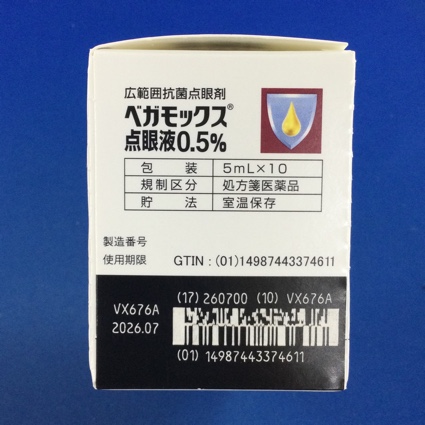 広範囲抗菌点眼剤
ベガモックス®
点眼液0.5%
包装 5mL×10
規制区分 処方箋医薬品
貯法 室温保存
製造番号
使用期限 GTIN : (01)14987443374611
(17) 260700 (10) VX676A
VX676A
2026.07
(01) 14987443374611